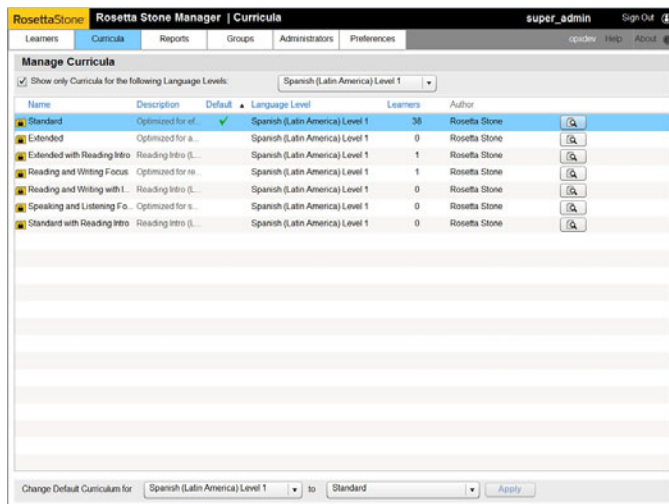 RosettaStone Rosetta Stone Manager | Curricula super_admin Sign Out
Learners Curricula Reports Groups Administrators Preferences opxdev Help About
Manage Curricula
Show only Curricula for the following Language Levels: Spanish (Latin America) Level 1
Name Description Default Language Level Learners Author
Standard Optimized for ef... Spanish (Latin America) Level 1 38 Rosetta Stone
Extended Optimized for a... Spanish (Latin America) Level 1 0 Rosetta Stone
Extended with Reading Intro Reading Intro (L... Spanish (Latin America) Level 1 1 Rosetta Stone
Reading and Writing Focus Optimized for re... Spanish (Latin America) Level 1 1 Rosetta Stone
Reading and Writing with I... Reading Intro (L... Spanish (Latin America) Level 1 0 Rosetta Stone
Speaking and Listening Fo... Optimized for s... Spanish (Latin America) Level 1 0 Rosetta Stone
Standard with Reading Intro Reading Intro (L... Spanish (Latin America) Level 1 0 Rosetta Stone
Change Default Curriculum for Spanish (Latin America) Level 1 to Standard Apply